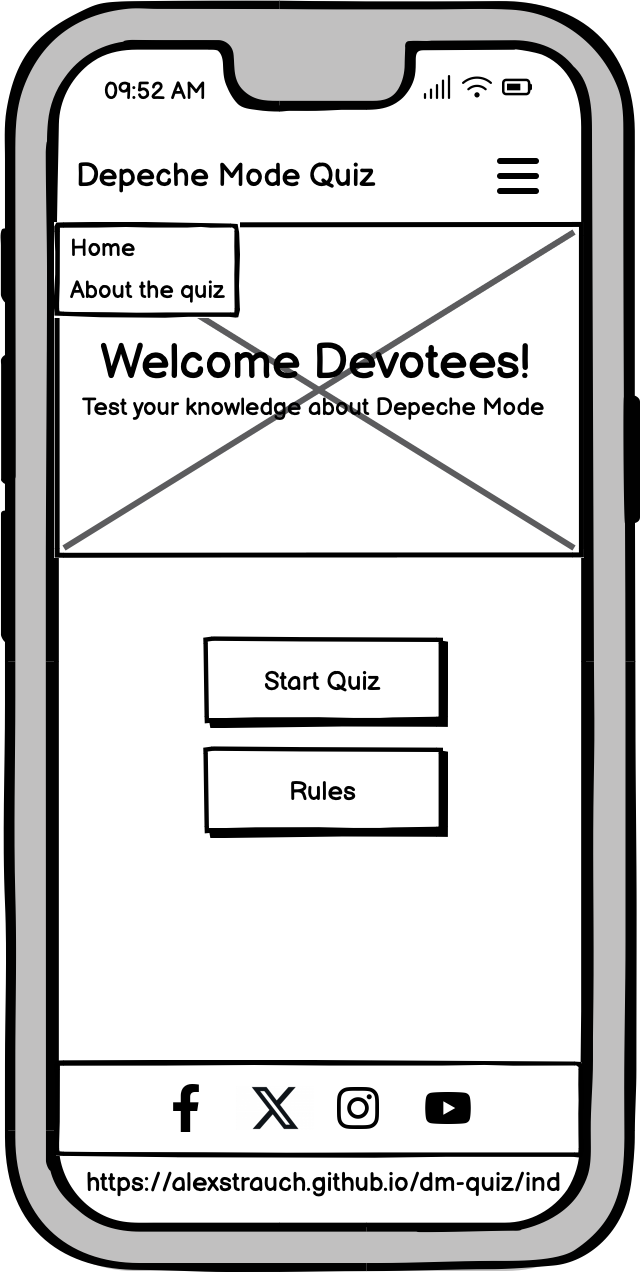 09:52 AM
Depeche Mode Quiz
Home
About the quiz
Welcome Devotees!
Test your knowledge about Depeche Mode
Start Quiz
Rules
https://alexstrauch.github.io/dm-quiz/ind